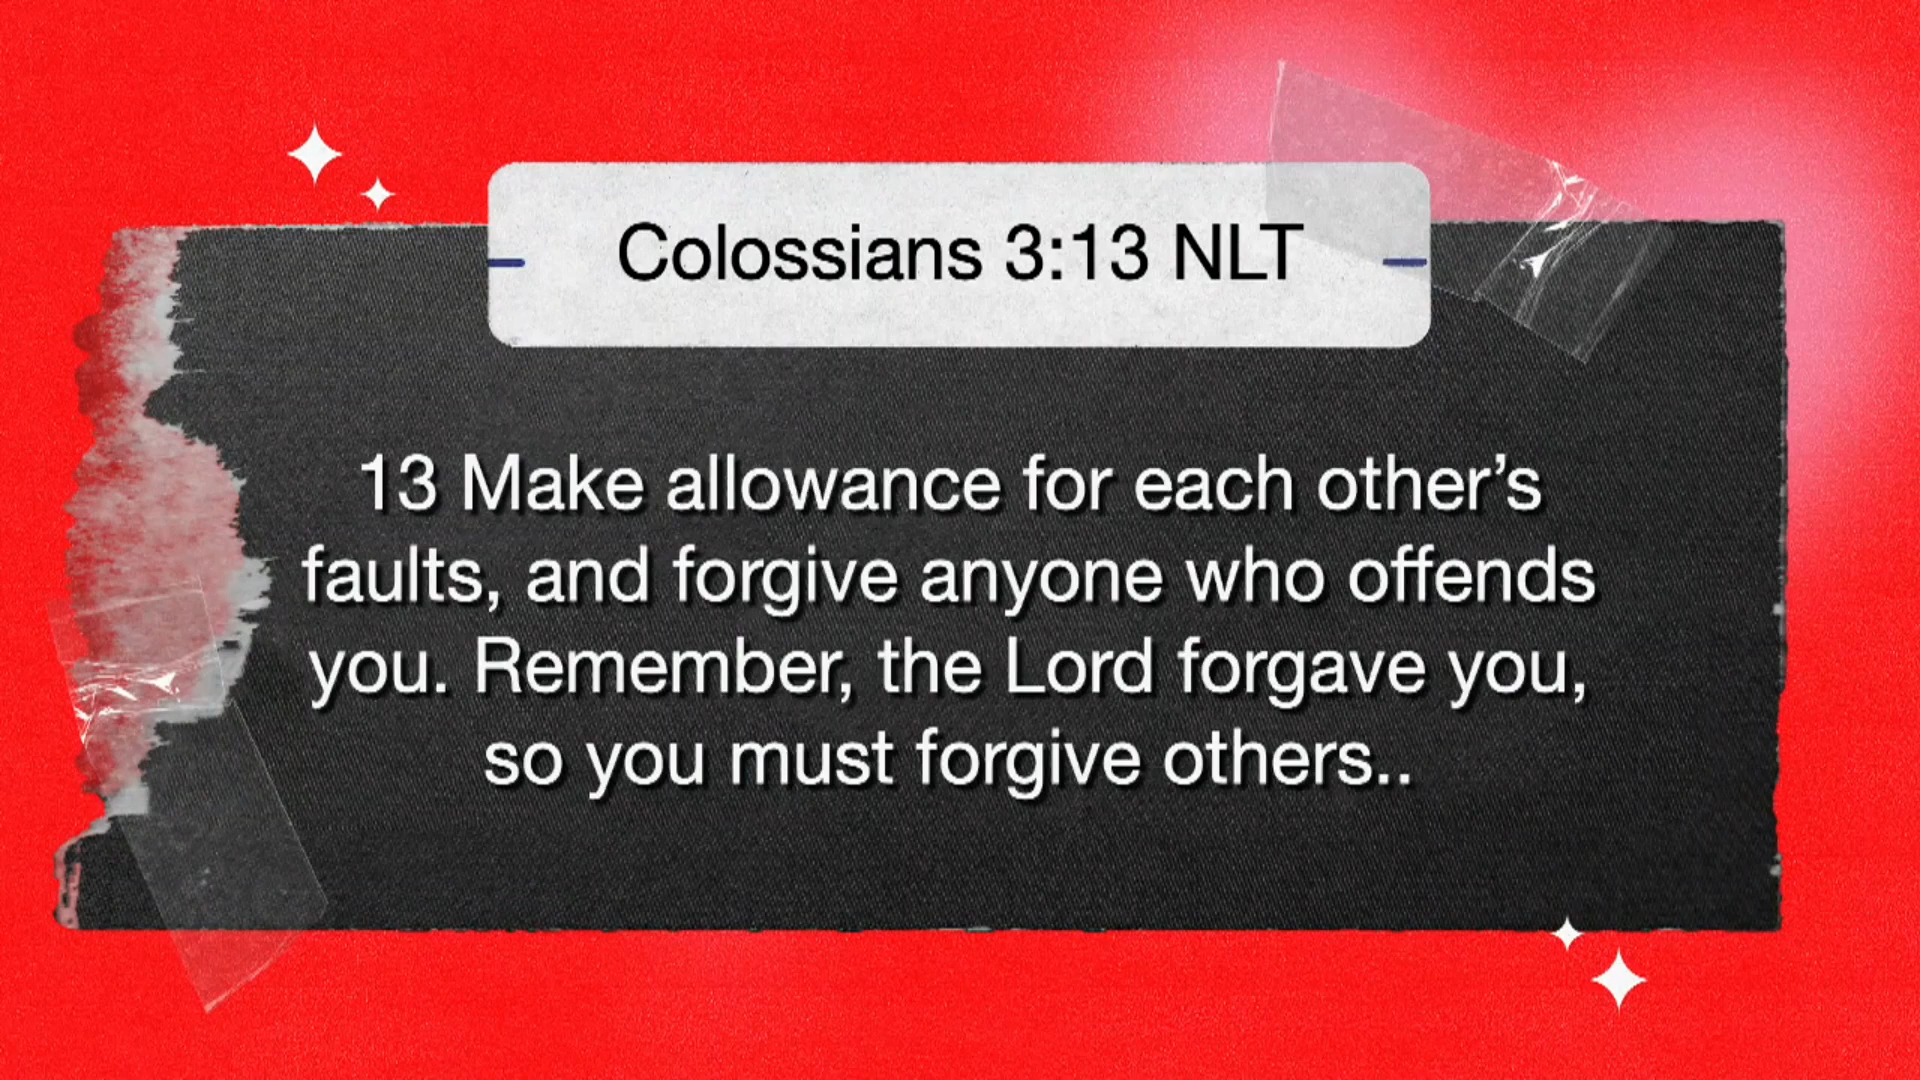 Colossians 3:13 NLT
13 Make allowance for each other’s
faults, and forgive anyone who offends
you. Remember, the Lord forgave you,
so you must forgive others..